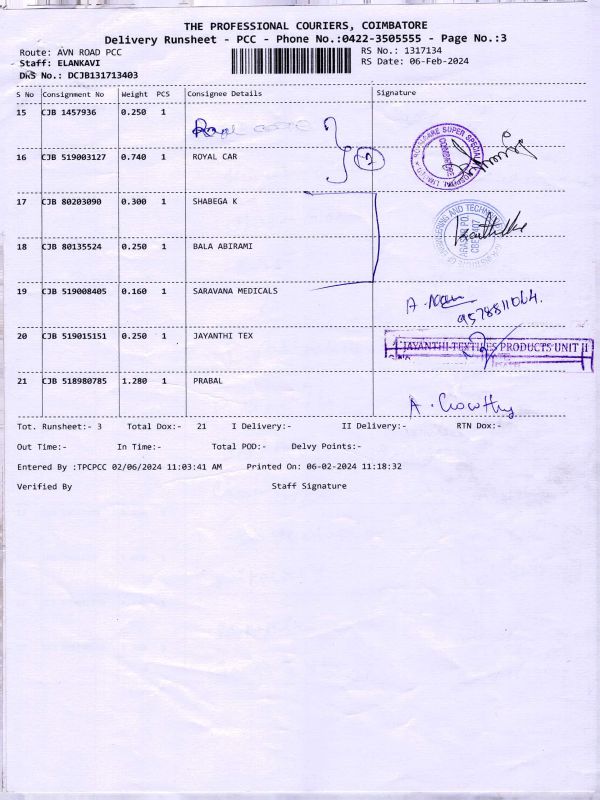 THE PROFESSIONAL COURIERS, COIMBATORE
Delivery Runsheet - PCC - Phone No.:0422-3505555 - Page No.:3
Route: AVN ROAD PCC RS No.: 1317134
Staff: ELANKAVI RS Date: 06-Feb-2024
DRS No.: DCJB131713403
S No Consignment No Weight PCS Consignee Details Signature
15 CJB 1457936 0.250 1
16 CJB 519003127 0.740 1 ROYAL CAR 2
17 CJB 80203090 0.300 1 SHABEGA K
18 CJB 80135524 0.250 1 BALA ABIRAMI
19 CJB 519008405 0.160 1 SARAVANA MEDICALS
9578811064.
20 CJB 519015151 0.250 1 JAYANTHI TEX JAYANTHI TEXTILES PRODUCTS UNIT II
21 CJB 518980785 1.280 1 PRABAL
A. Gowthy
Tot. Runsheet:- 3 Total Dox:- 21 I Delivery:- II Delivery:- RTN Dox:-
Out Time:- In Time:- Total POD:- Delvy Points:-
Entered By :TPCPCC 02/06/2024 11:03:41 AM Printed On: 06-02-2024 11:18:32
Verified By Staff Signature